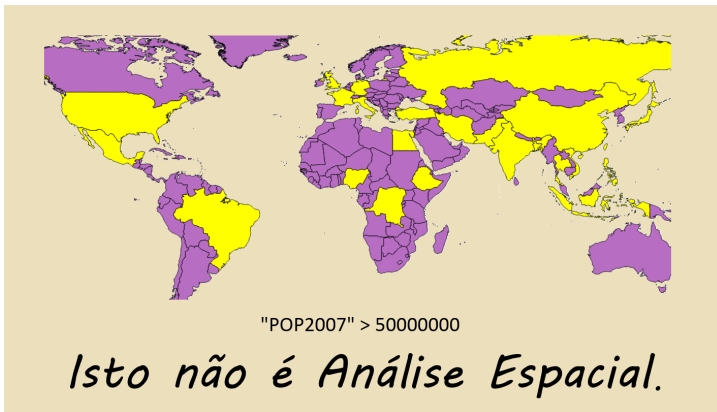 "POP2007" > 50000000
Isto não é Análise Espacial.